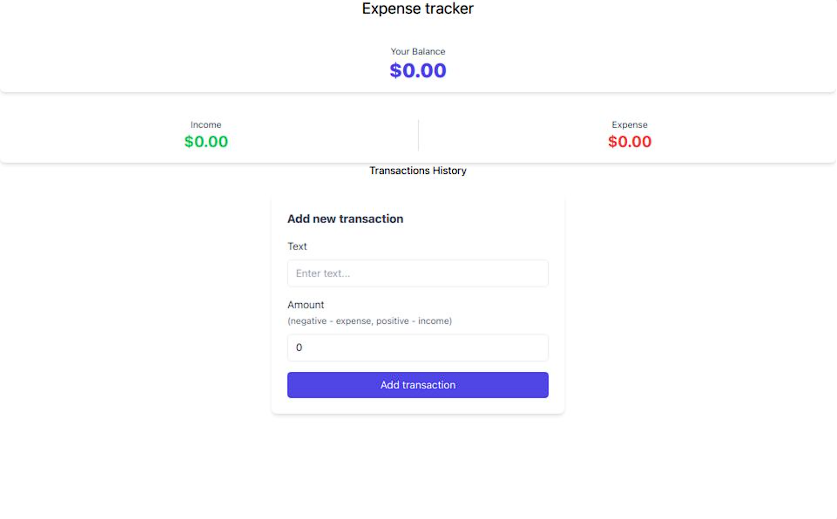 Expense tracker
Your Balance
$0.00
Income
$0.00
Expense
$0.00
Transactions History
Add new transaction
Text
Enter text...
Amount
(negative - expense, positive - income)
0
Add transaction